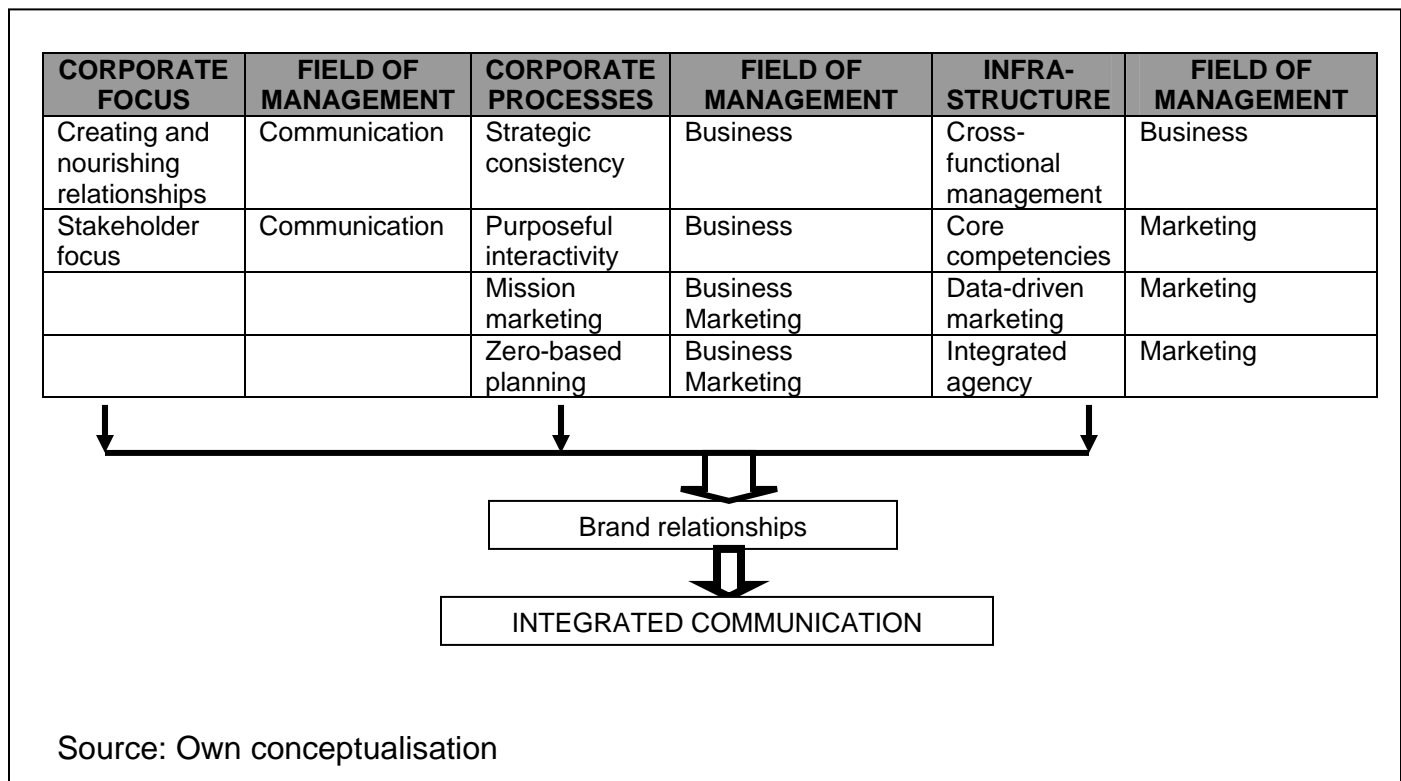 CORPORATE FOCUS FIELD OF MANAGEMENT CORPORATE PROCESSES FIELD OF MANAGEMENT INFRA-STRUCTURE FIELD OF MANAGEMENT
Creating and nourishing relationships Communication Strategic consistency Business Cross-functional management Business
Stakeholder focus Communication Purposeful interactivity Business Core competencies Marketing
Mission marketing Business Marketing Data-driven marketing Marketing
Zero-based planning Business Marketing Integrated agency Marketing
Brand relationships
INTEGRATED COMMUNICATION
Source: Own conceptualisation